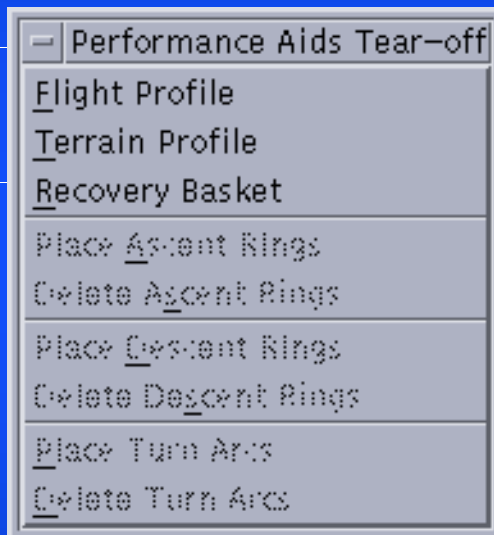 Performance Aids Tear-off
Flight Profile
Terrain Profile
Recovery Basket
Place Ascent Rings
Delete Ascent Rings
Place Descent Rings
Delete Descent Rings
Place Turn Arcs
Delete Turn Arcs